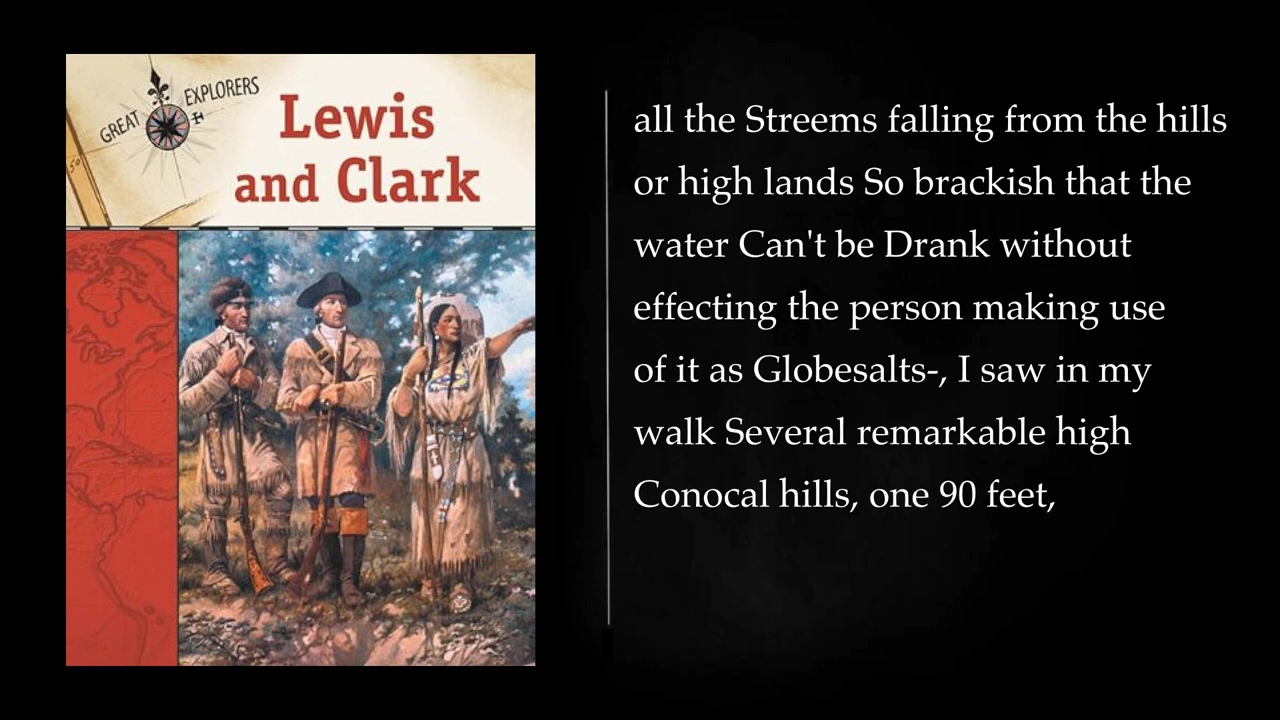 GREAT EXPLORERS
Lewis
and Clark
all the Streems falling from the hills
or high lands So brackish that the
water Can't be Drank without
effecting the person making use
of it as Globesalts-, I saw in my
walk Several remarkable high
Conocal hills, one 90 feet,